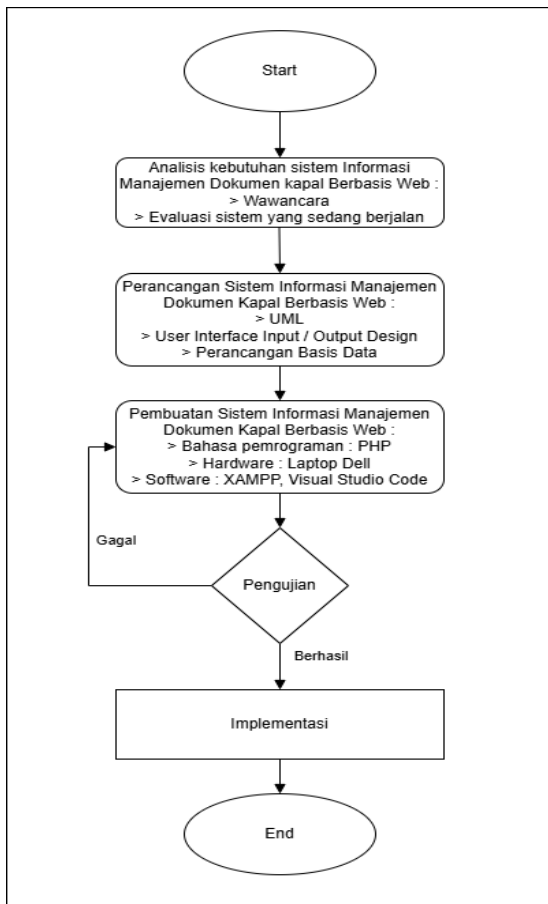 Start
Analisis kebutuhan sistem Informasi
Manajemen Dokumen kapal Berbasis Web :
> Wawancara
> Evaluasi sistem yang sedang berjalan
Perancangan Sistem Informasi Manajemen
Dokumen Kapal Berbasis Web :
> UML
> User Interface Input / Output Design
> Perancangan Basis Data
Pembuatan Sistem Informasi Manajemen
Dokumen Kapal Berbasis Web :
> Bahasa pemrograman : PHP
> Hardware : Laptop Dell
> Software : XAMPP, Visual Studio Code
Gagal
Pengujian
Berhasil
Implementasi
End